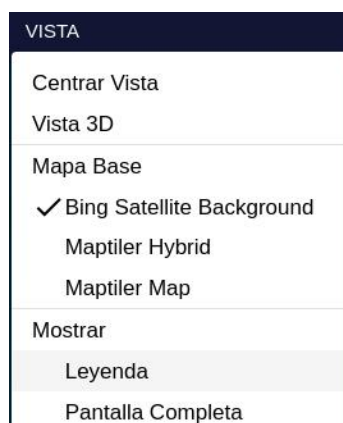 VISTA
Centrar Vista
Vista 3D
Mapa Base
Bing Satellite Background
Maptiler Hybrid
Maptiler Map
Mostrar
Leyenda
Pantalla Completa